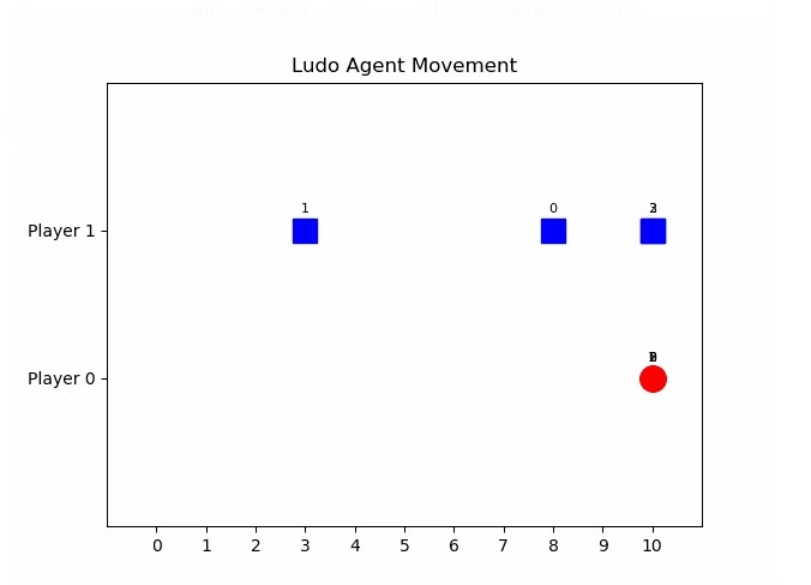 Ludo Agent Movement
1 0
Player 1
Player 0
0 1 2 3 4 5 6 7 8 9 10